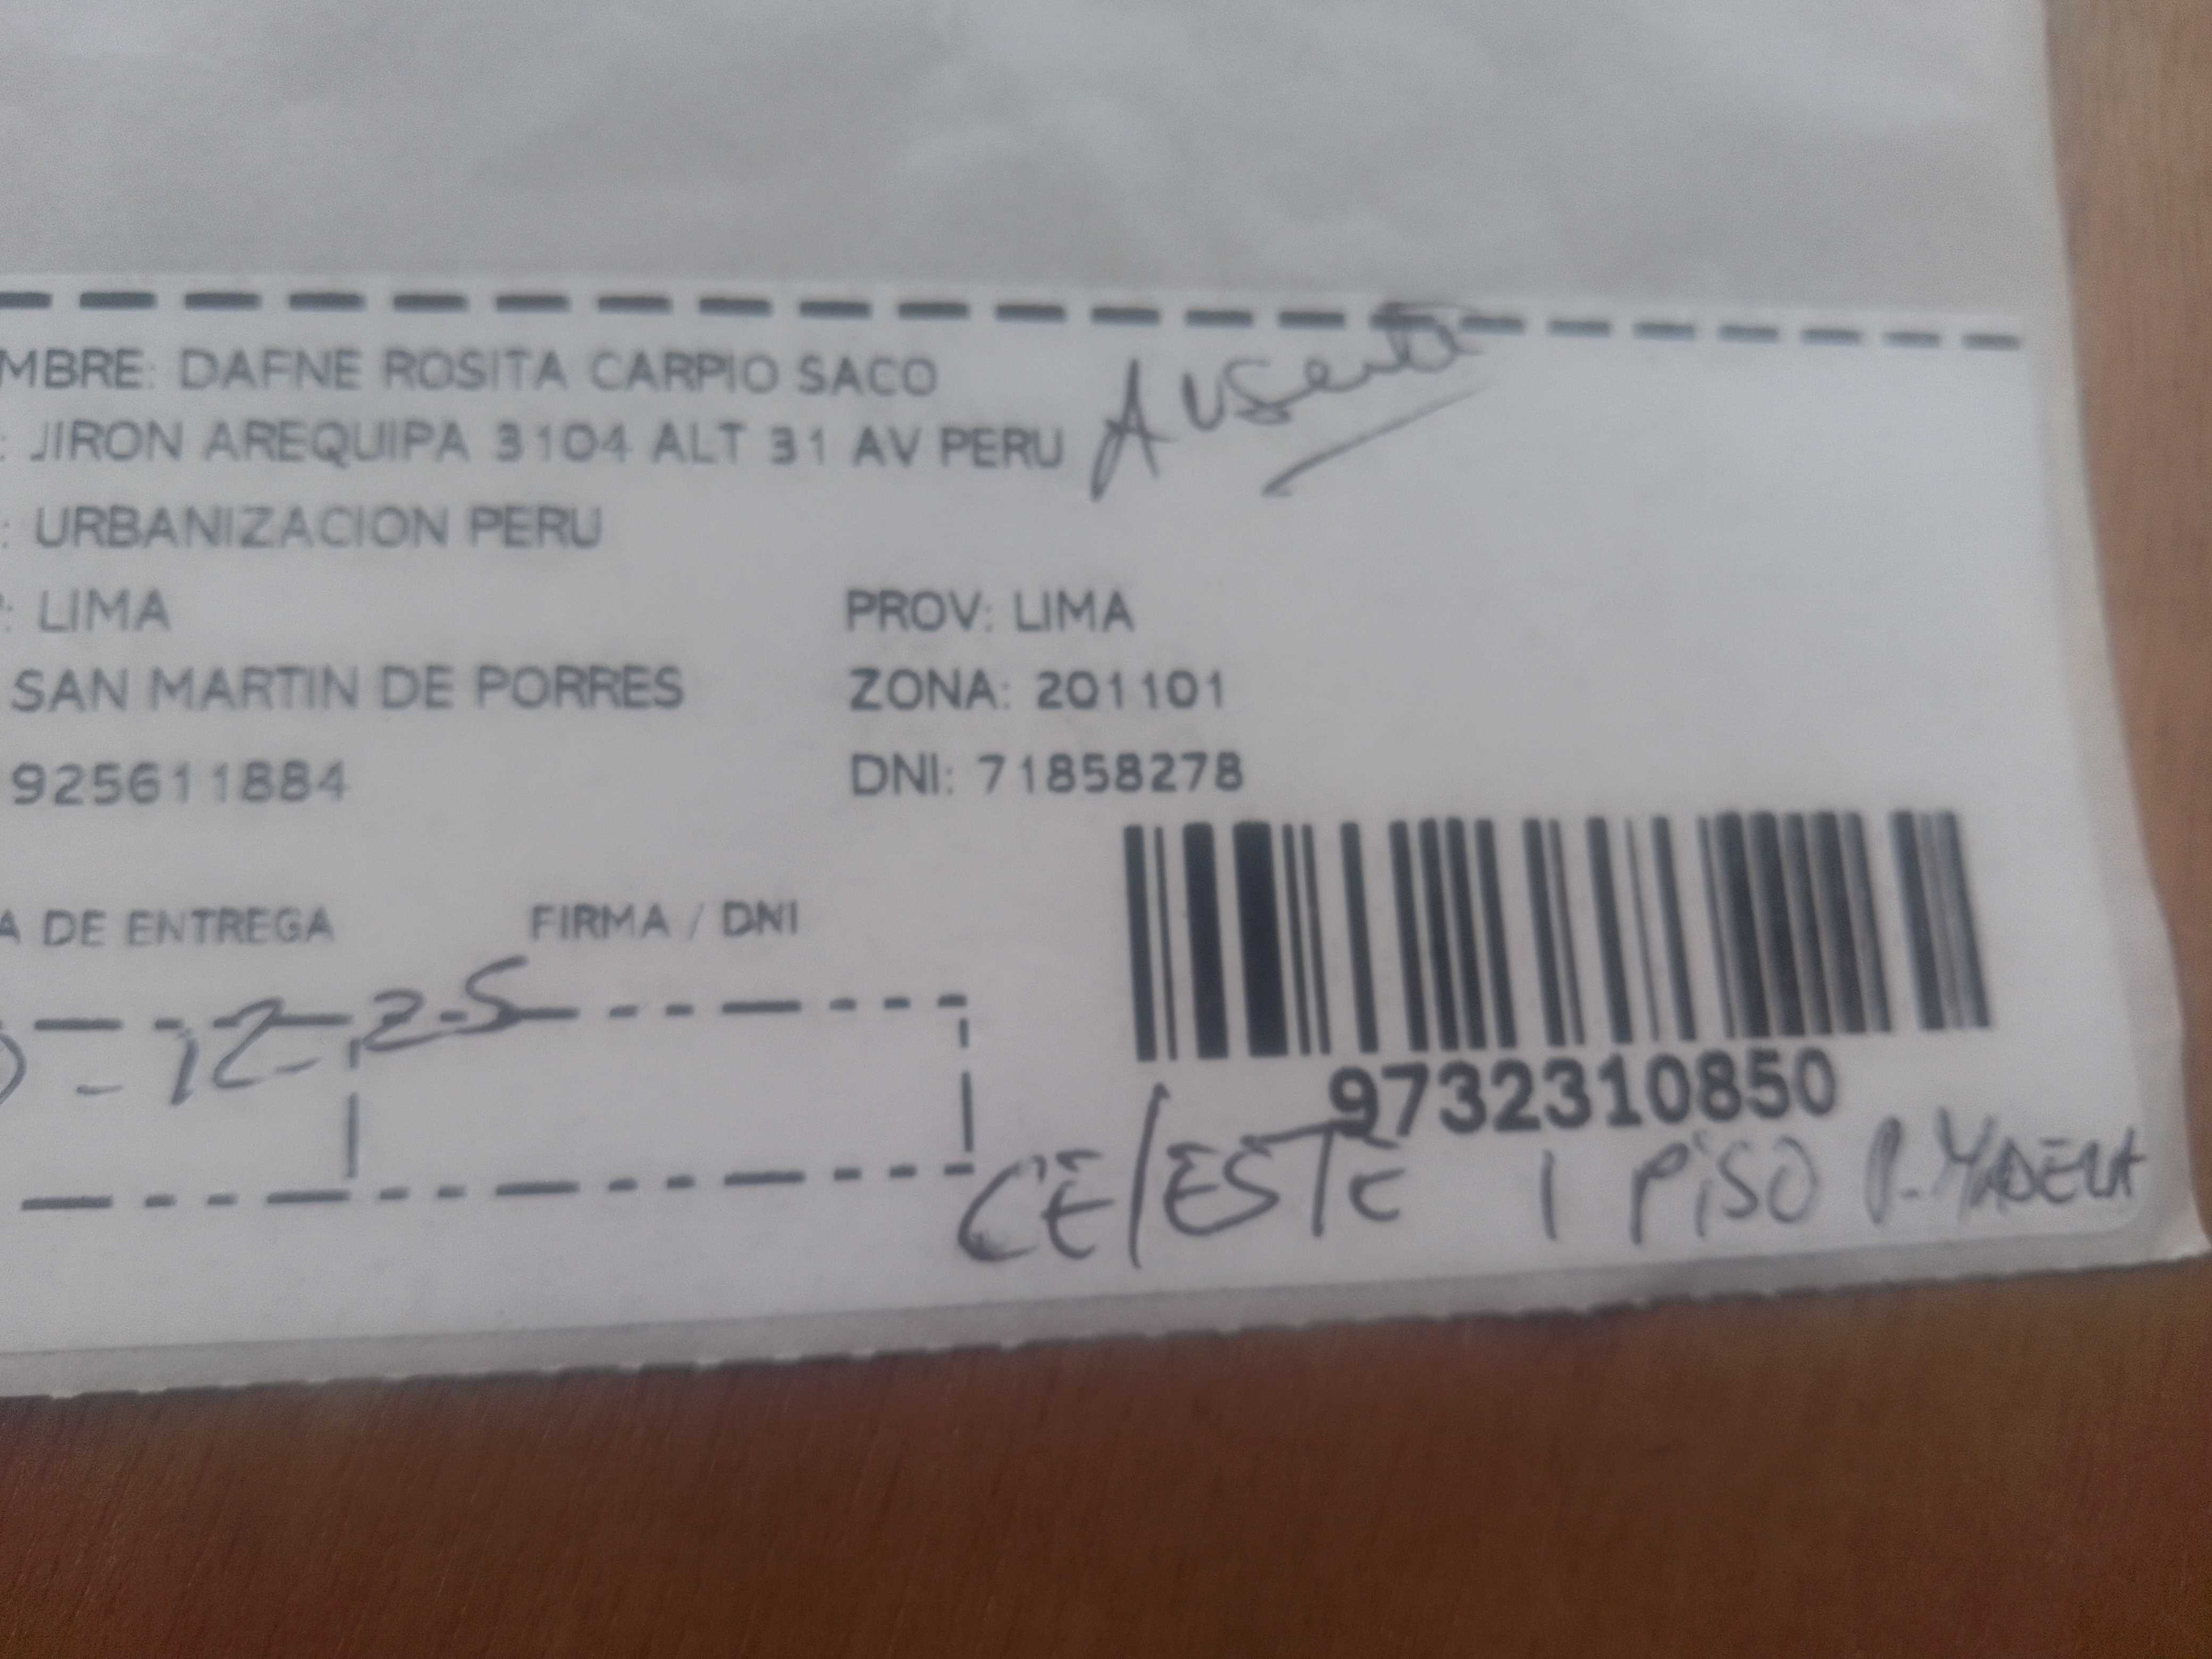 MBRE: DAFNE ROSITA CARPIO SACO
Ausente
: JIRON AREQUIPA 3104 ALT 31 AV PERU
: URBANIZACION PERU
: LIMA PROV: LIMA
SAN MARTIN DE PORRES ZONA: 201101
925611884 DNI: 71858278
A DE ENTREGA FIRMA / DNI
- 12-25
9732310850
CElESTE 1 PiSO P. MADERA